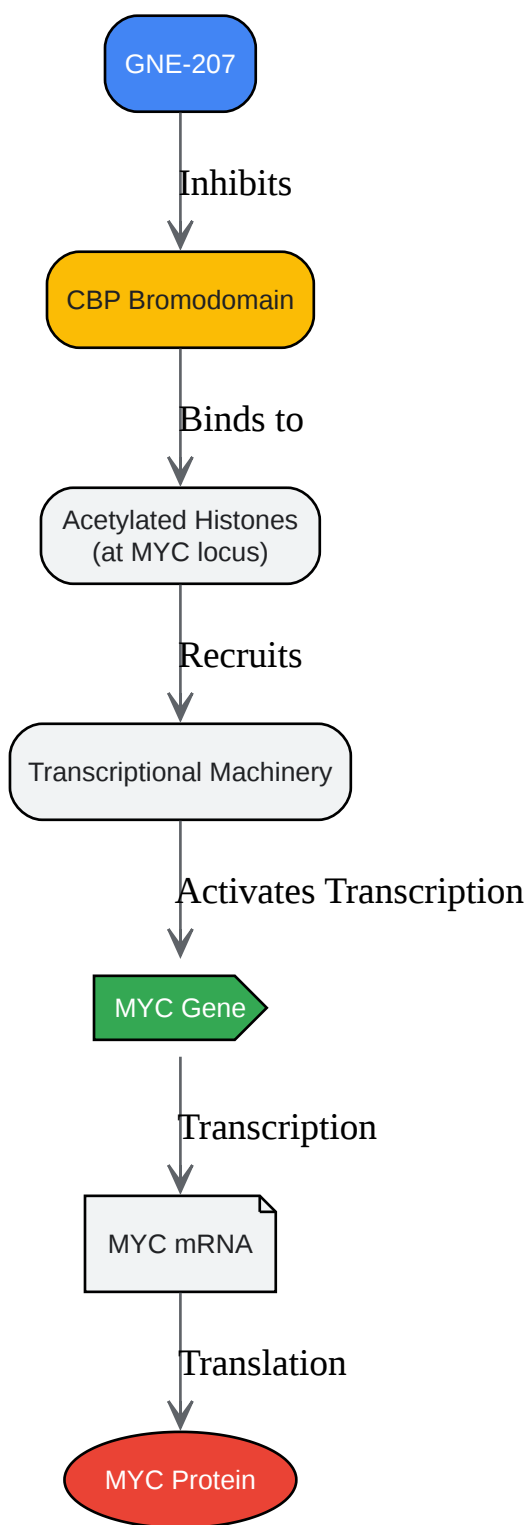 GNE-207
Inhibits
CBP Bromodomain
Binds to
Acetylated Histones
(at MYC locus)
Recruits
Transcriptional Machinery
Activates Transcription
MYC Gene
Transcription
MYC mRNA
Translation
MYC Protein